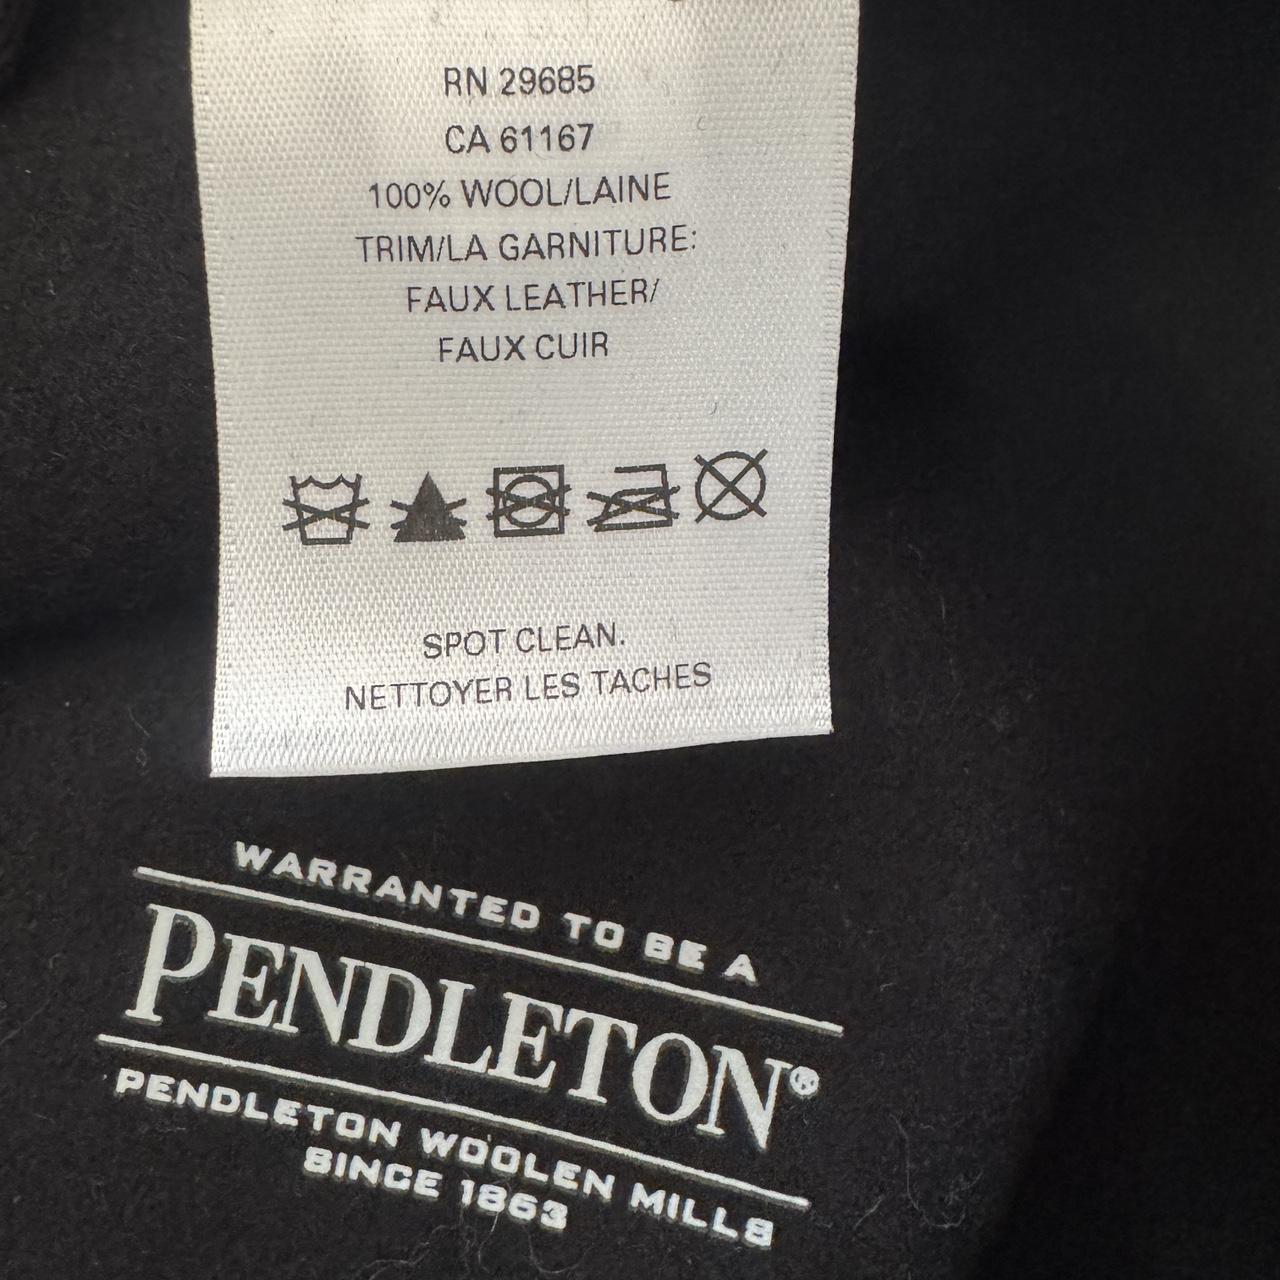 RN 29685
CA 61167
100% WOOL/LAINE
TRIM/LA GARNITURE:
FAUX LEATHER/
FAUX CUIR
SPOT CLEAN.
NETTOYER LES TACHES
WARRANTED TO BE A
PENDLETON®
PENDLETON WOOLEN MILLS
SINCE 1863